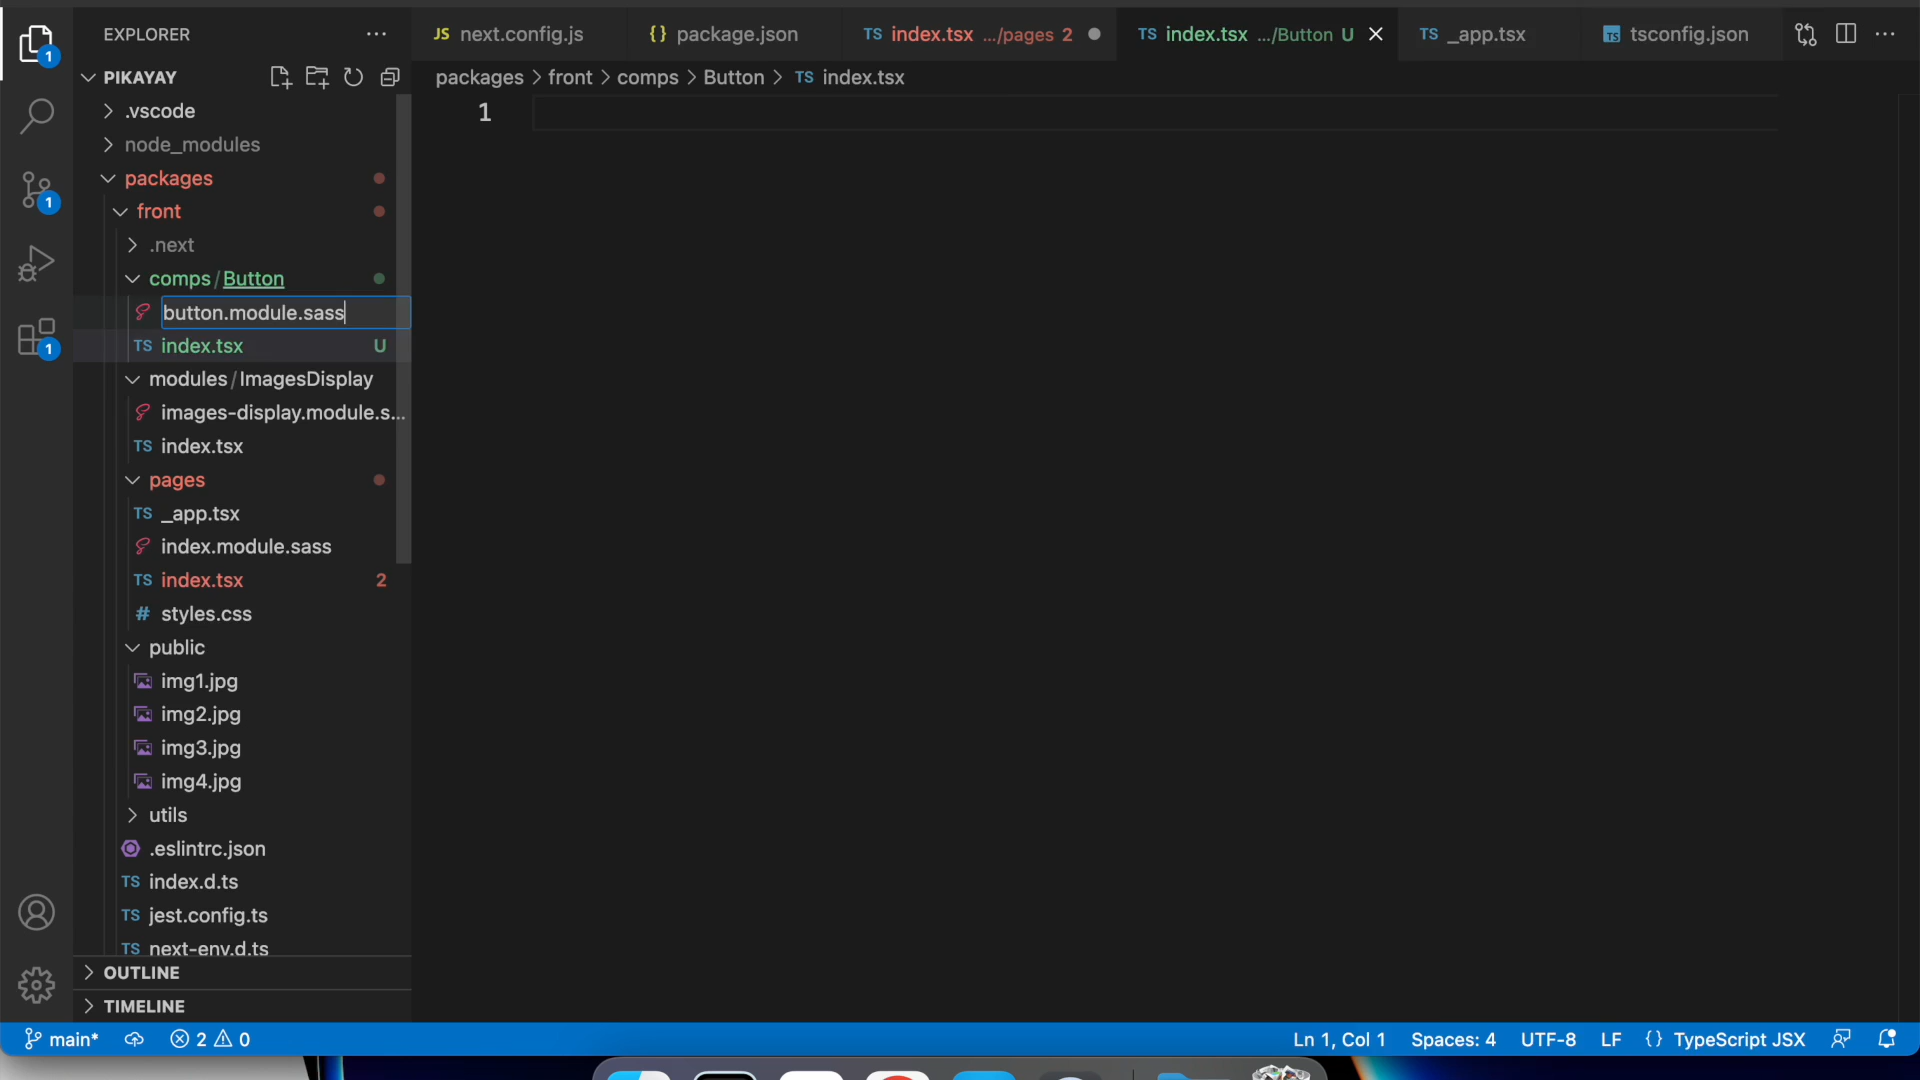 EXPLORER
JS next.config.js
{} package.json
TS index.tsx .../pages 2
TS index.tsx .../Button U
TS _app.tsx
TS tsconfig.json
PIKAYAY
packages > front > comps > Button > TS index.tsx
1
1
.vscode
node_modules
packages
front
1
.next
comps/Button
button.module.sass
TS index.tsx U
1
modules/ImagesDisplay
images-display.module.s...
TS index.tsx
pages
TS _app.tsx
index.module.sass
TS index.tsx 2
# styles.css
public
img1.jpg
img2.jpg
img3.jpg
img4.jpg
utils
.eslintrc.json
TS index.d.ts
TS jest.config.ts
TS next-env.d.ts
OUTLINE
TIMELINE
main* 2 0
Ln 1, Col 1 Spaces: 4 UTF-8 LF {} TypeScript JSX